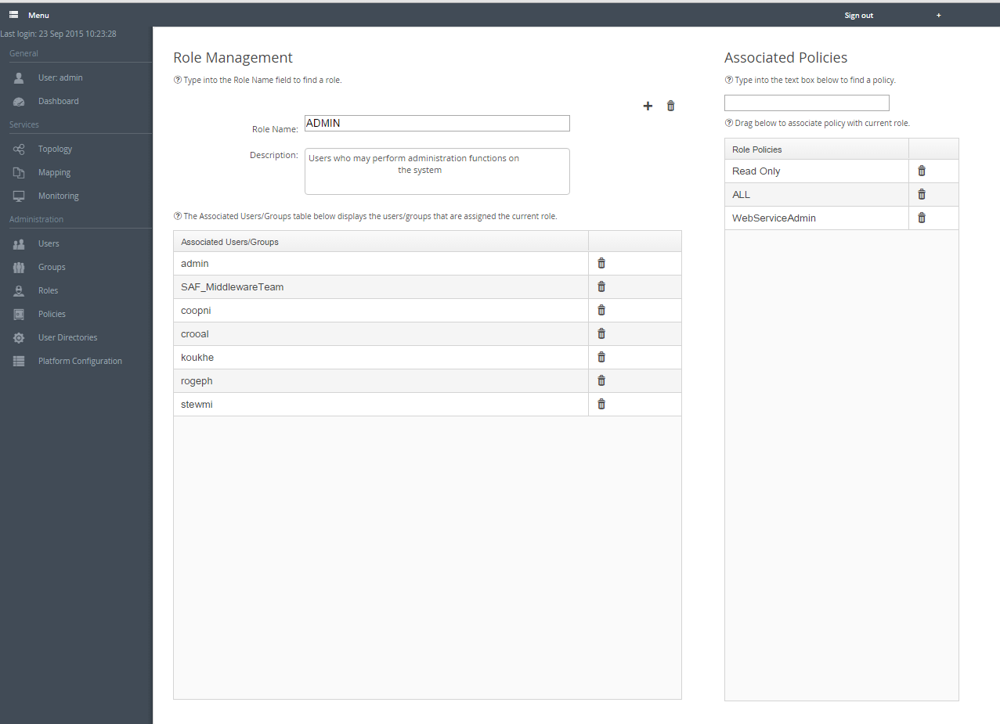 Menu
Sign out
+
Last login: 23 Sep 2015 10:23:28
General
User: admin
Dashboard
Services
Topology
Mapping
Monitoring
Administration
Users
Groups
Roles
Policies
User Directories
Platform Configuration
Role Management
Type into the Role Name field to find a role.
Role Name:
ADMIN
Description:
Users who may perform administration functions on
the system
The Associated Users/Groups table below displays the users/groups that are assigned the current role.
Associated Users/Groups
admin
SAF_MiddlewareTeam
coopni
crooal
koukhe
rogeph
stewmi
Associated Policies
Type into the text box below to find a policy.
Drag below to associate policy with current role.
Role Policies
Read Only
ALL
WebServiceAdmin